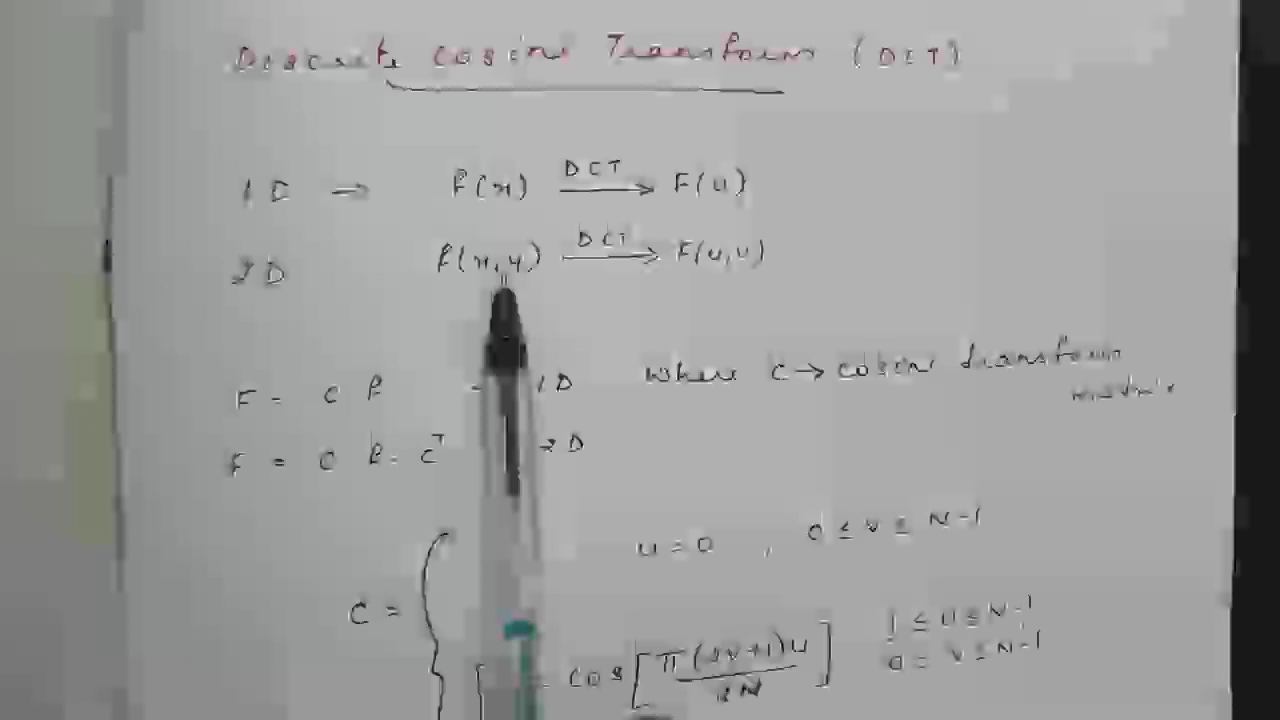 Discrete Cosine Transform (DCT)
1D → f(x) DCT → F(u)
2D f(x,y) DCT → F(u,v)
F = C f 1D where C → cosine transform matrix
F = C f C^T 2D
u = 0 , 0 ≤ v ≤ N-1
C = {
cos[π(2v+1)u / 2N] 1 ≤ u ≤ N-1
0 ≤ v ≤ N-1